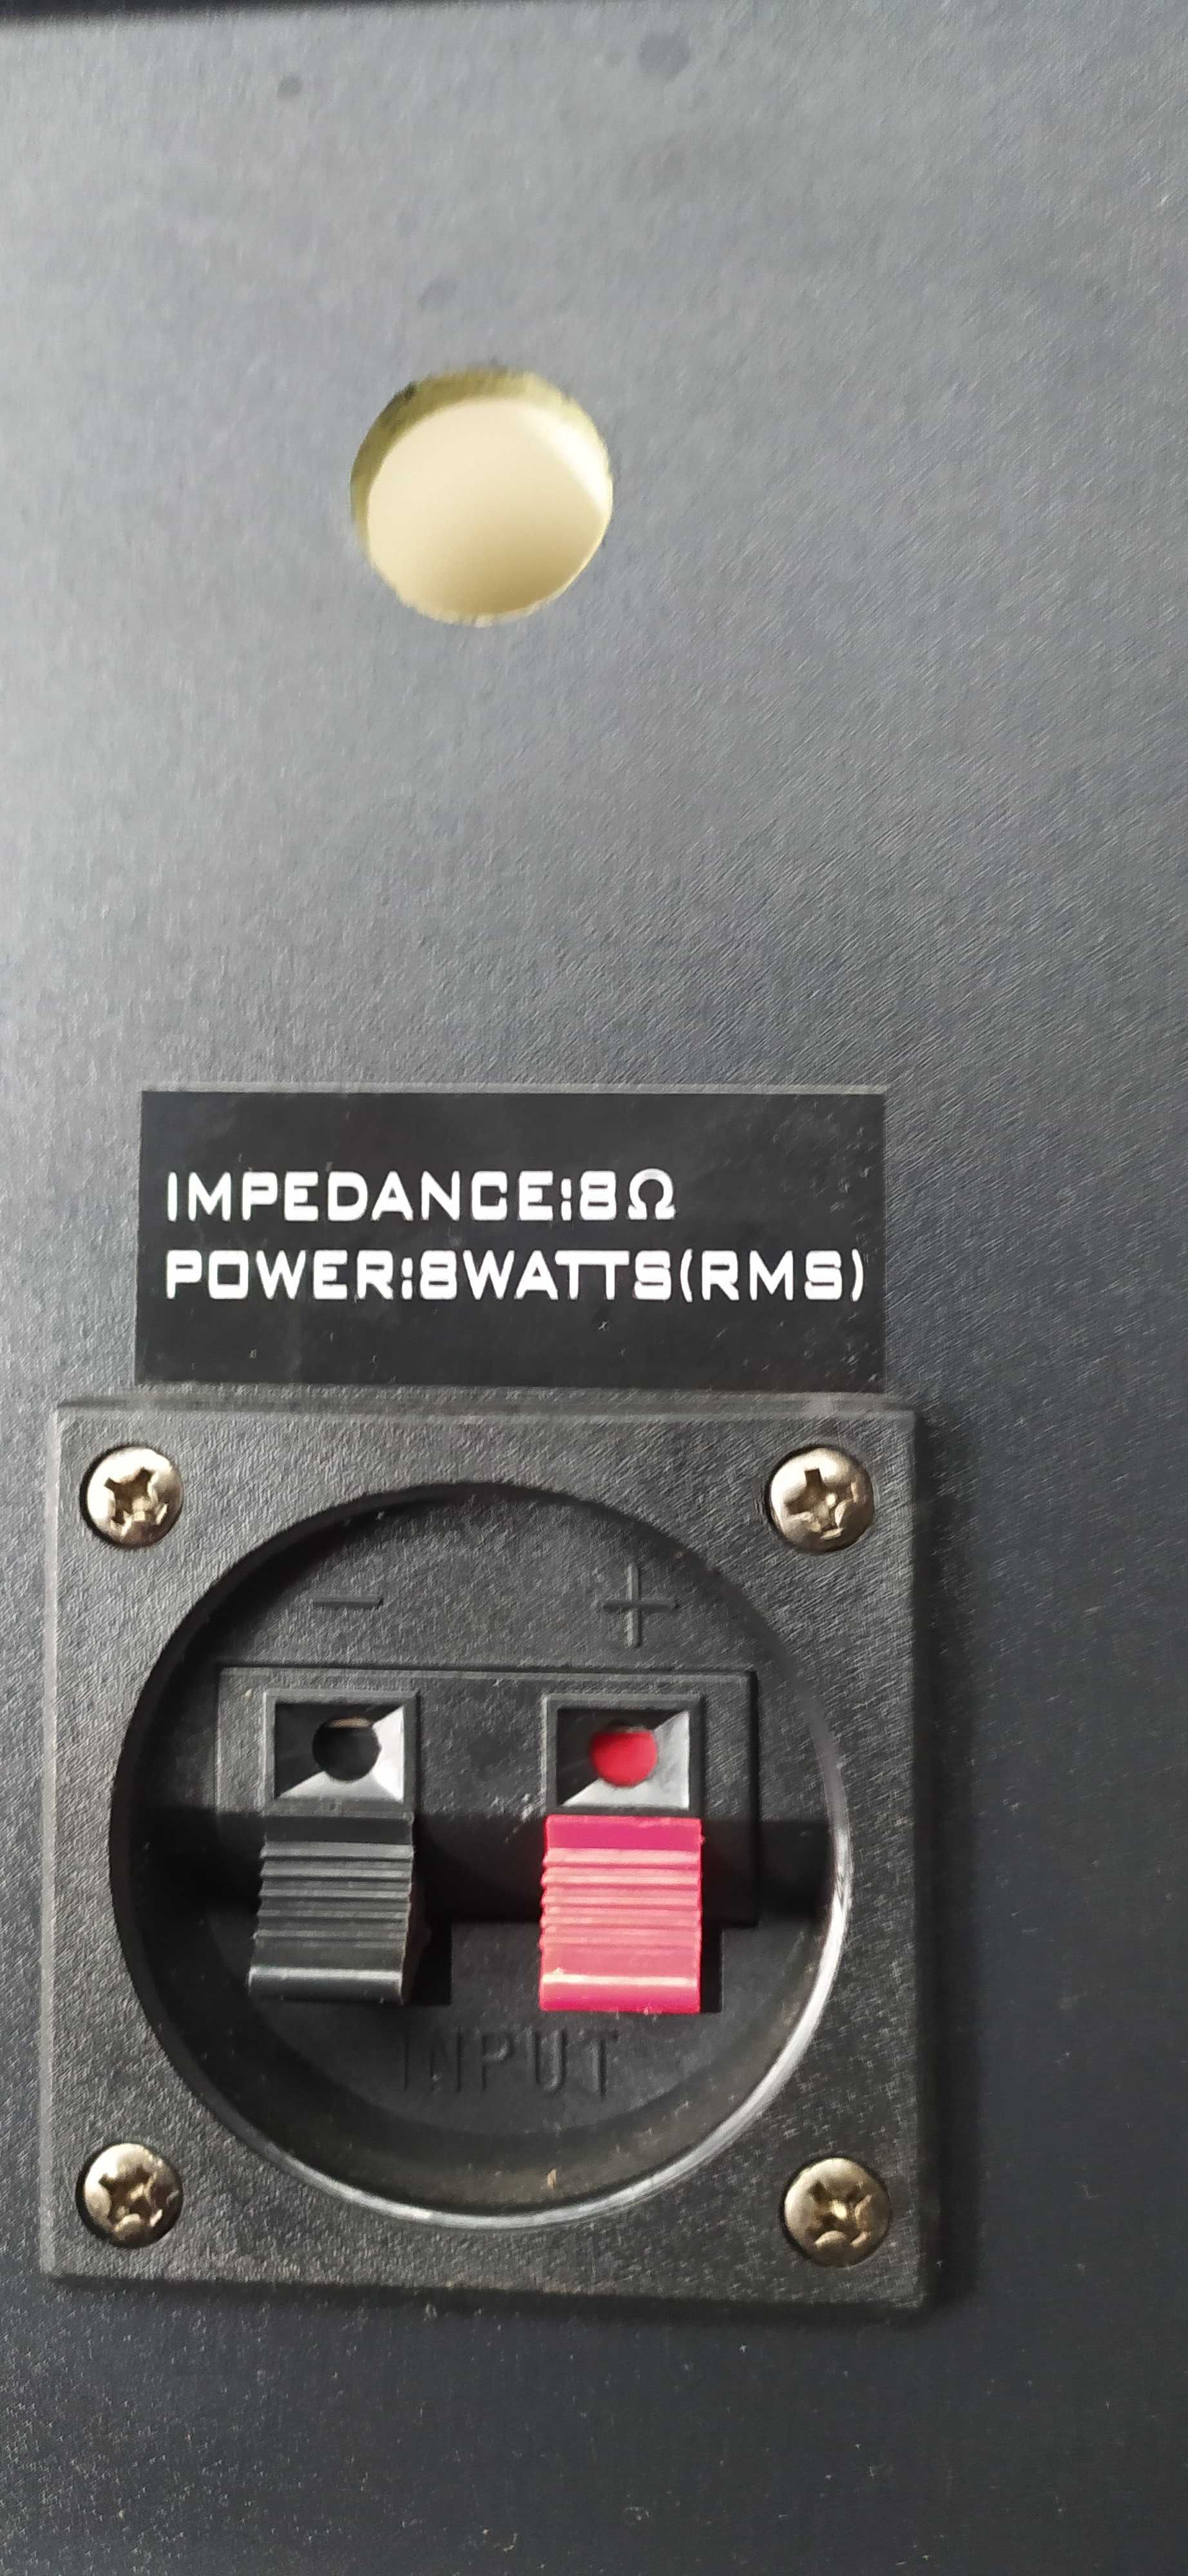 IMPEDANCE:8Ω
POWER:8WATTS(RMS)
- +
INPUT